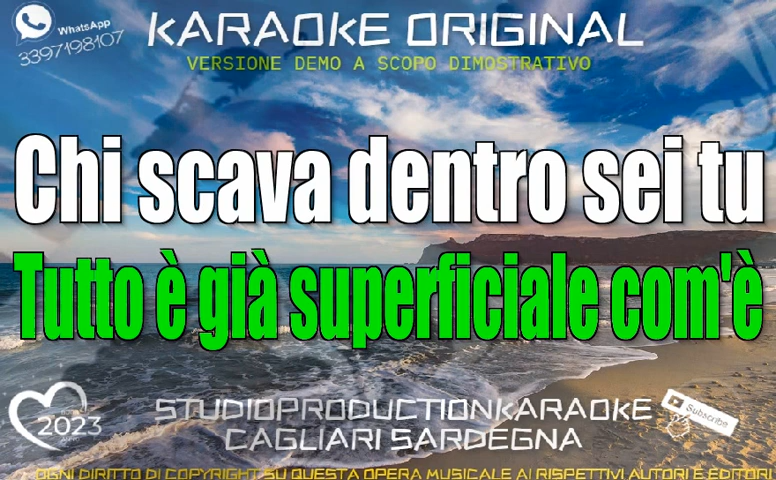 WhatsApp
3397198107
KARAOKE ORIGINAL
VERSIONE DEMO A SCOPO DIMOSTRATIVO
Chi scava dentro sei tu
Tutto è già superficiale com'è
2023
STUDIOPRODUCTIONKARAOKE
CAGLIARI SARDEGNA
Subscribe
OGNI DIRITTO DI COPYRIGHT SU QUESTA OPERA MUSICALE AI RISPETTIVI AUTORI E EDITORI